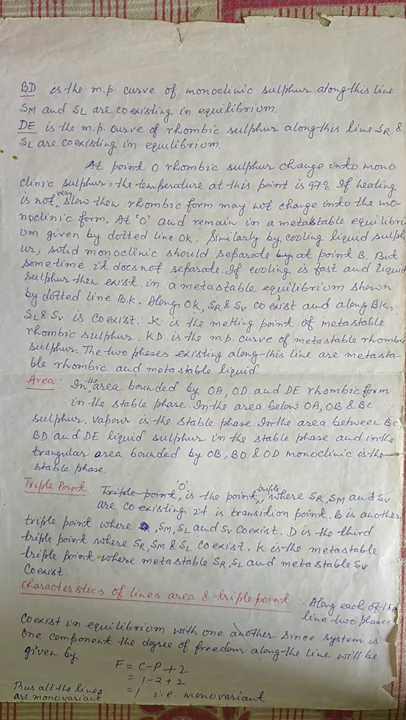 BD is the m.p. curve of monoclinic sulphur along this line
SM and SL are coexisting in equilibrium
DE is the m.p. curve of rhombic sulphur along this line SR &
SL are coexisting in equilibrium
At point O rhombic sulphur change into mono
clinic sulphur, the temperature at this point is 97°C. If heating
is not very slow then rhombic form may not change into the mo-
noclinic form. At 'O' and remain in a metastable equilibri
um given by dotted line OK. Similarly by cooling liquid sulph
ur, solid monoclinic should separate at point B. But
sometime it does not separate. If cooling is fast and liquid
sulphur then exist in a metastable equilibrium shown
by dotted line BK. Along OK, SR & SV co exist and along BK,
SL & SV is coexist. K is the melting point of metastable
rhombic sulphur. KD is the m.p. curve of metastable rhombic
sulphur. The two phases existing along this line are metasta-
ble rhombic and metastable liquid
Area - In the area bounded by OA, OD and DE rhombic form
in the stable phase. In the area below OA, OB & BC
sulphur vapour is the stable phase. In the area between BC
BD and DE liquid sulphur in the stable phase and in the
trangular area bounded by OB, BD & OD monoclinic is the
stable phase.
Triple Point 'O', is the point triple, where SR, SM and SV
are co existing it is transition point. B is another
triple point where SM, SL and SV coexist. D is the third
triple point where SR, SM & SL co exist. K is the metastable
triple point where metastable SR, SL and metastable SV
coexist.
Characterstics of lines area & triple point - Along each of the
line two phases
Coexist in equilibrium with one another since system is
one component the degree of freedom along the line will be
given by
F = C-P+2
= 1-2+2
= 1 i.e. monovariant
Thus all the lines
are monovariant